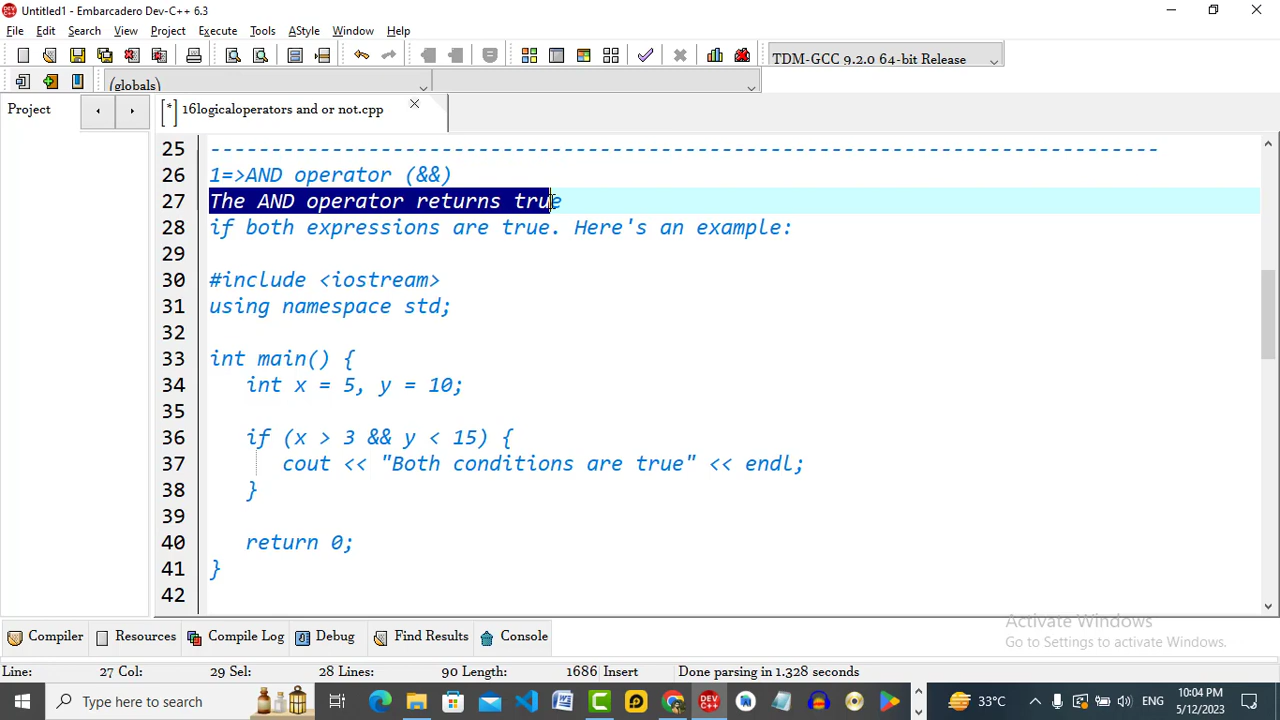 Untitled1 - Embarcadero Dev-C++ 6.3
File Edit Search View Project Execute Tools AStyle Window Help
TDM-GCC 9.2.0 64-bit Release
(globals)
Project
[*] 16logicaloperators and or not.cpp
25 ------------------------------------------------------------------------------
26 1=>AND operator (&&)
27 The AND operator returns true
28 if both expressions are true. Here's an example:
29
30 #include <iostream>
31 using namespace std;
32
33 int main() {
34 int x = 5, y = 10;
35
36 if (x > 3 && y < 15) {
37 cout << "Both conditions are true" << endl;
38 }
39
40 return 0;
41 }
42
Activate Windows
Go to Settings to activate Windows.
Compiler Resources Compile Log Debug Find Results Console
Line: 27 Col: 29 Sel: 28 Lines: 90 Length: 1686 Insert Done parsing in 1.328 seconds
Type here to search
33°C ENG 10:04 PM
5/12/2023